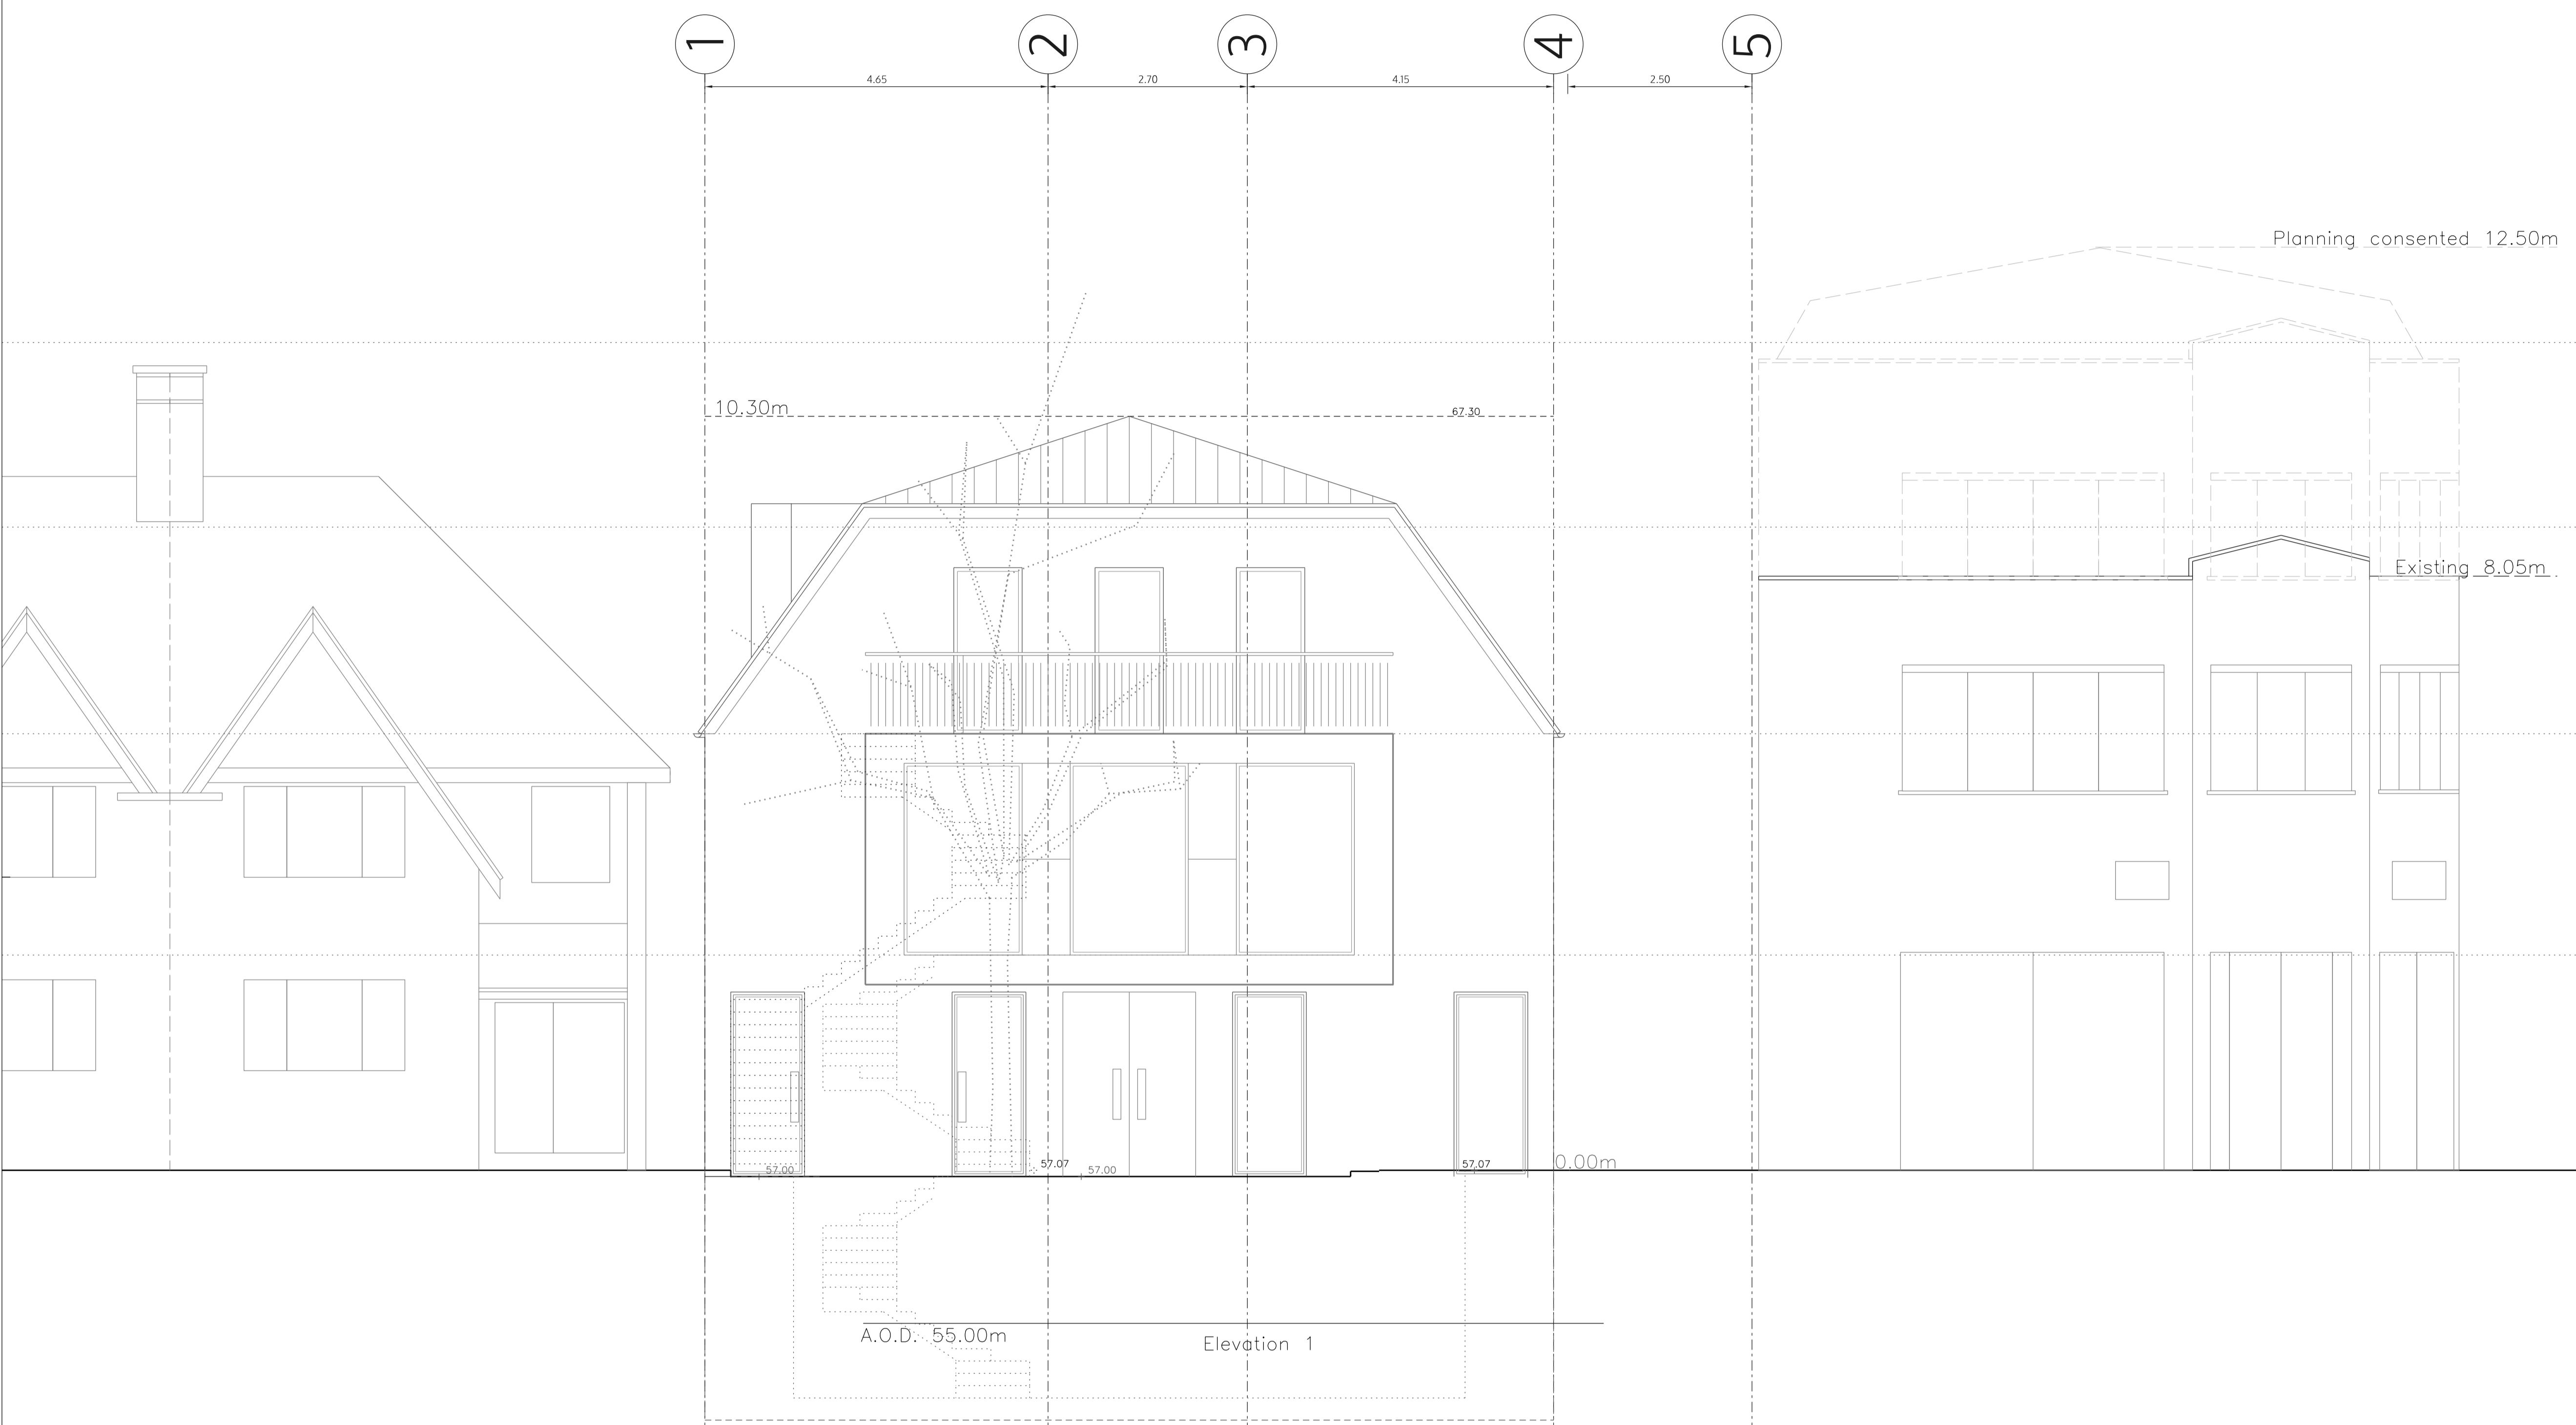 1 2 3 4 5
4.65 2.70 4.15 2.50
Planning consented 12.50m
10.30m 67.30
Existing 8.05m
0.00m
57.00 57.07 57.00 57.07
A.O.D. 55.00m
Elevation 1